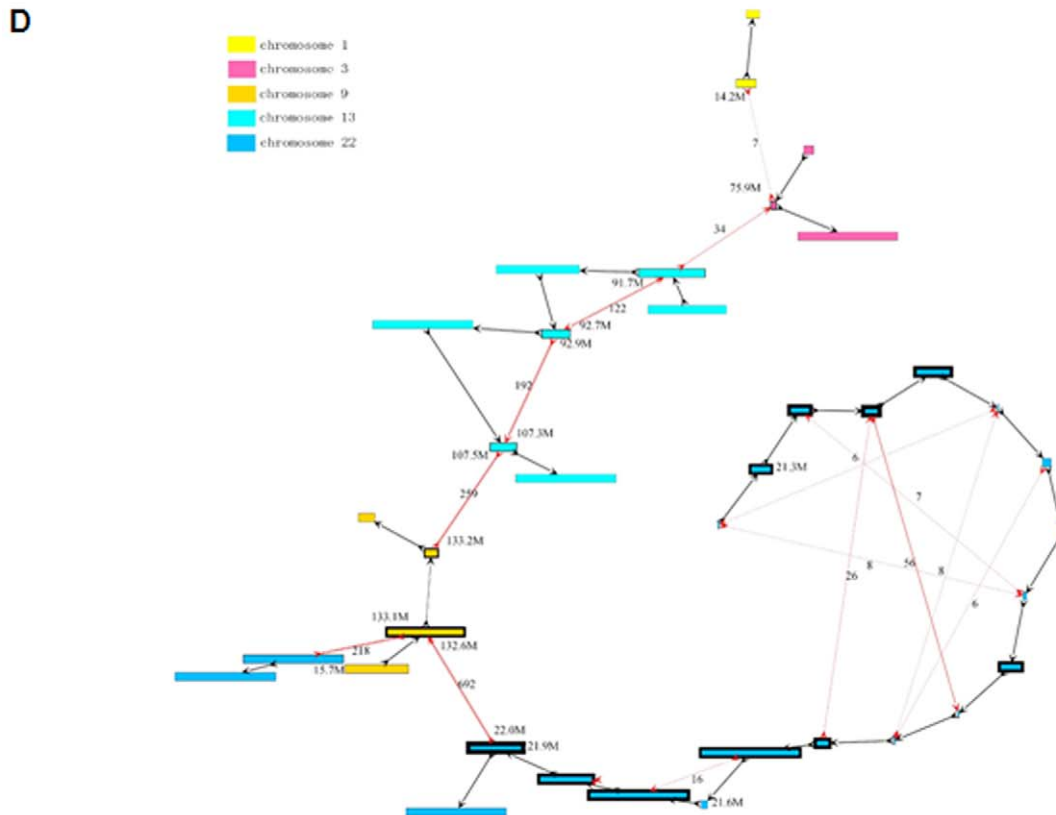 D
chromosome 1
chromosome 3
chromosome 9
chromosome 13
chromosome 22
14.2M
7
75.9M
34
91.7M
122
92.7M
92.9M
192
107.3M
107.5M
259
133.2M
133.1M
132.6M
218
15.7M
692
22.0M
21.9M
16
21.6M
21.3M
6
7
8
56
26
8
6